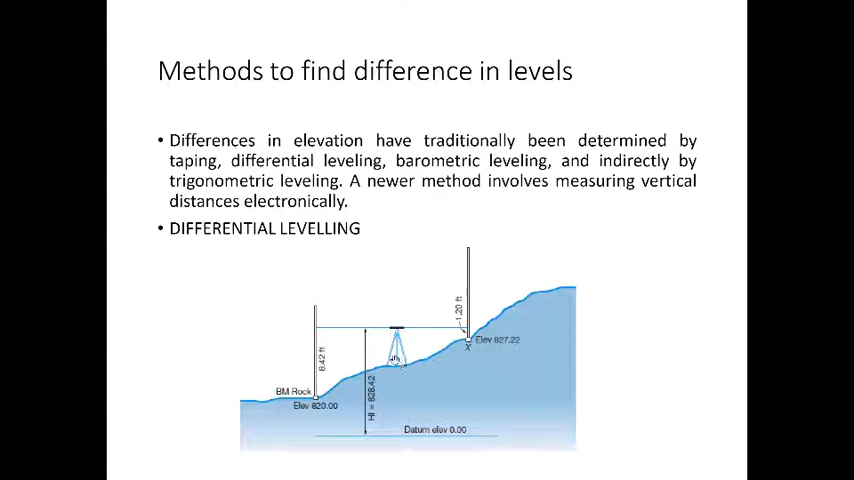 Methods to find difference in levels
• Differences in elevation have traditionally been determined by
taping, differential leveling, barometric leveling, and indirectly by
trigonometric leveling. A newer method involves measuring vertical
distances electronically.
• DIFFERENTIAL LEVELLING
1.20 ft
8.42 ft
X
Elev 827.22
BM Rock
Elev 820.00
HI = 828.42
Datum elev 0.00